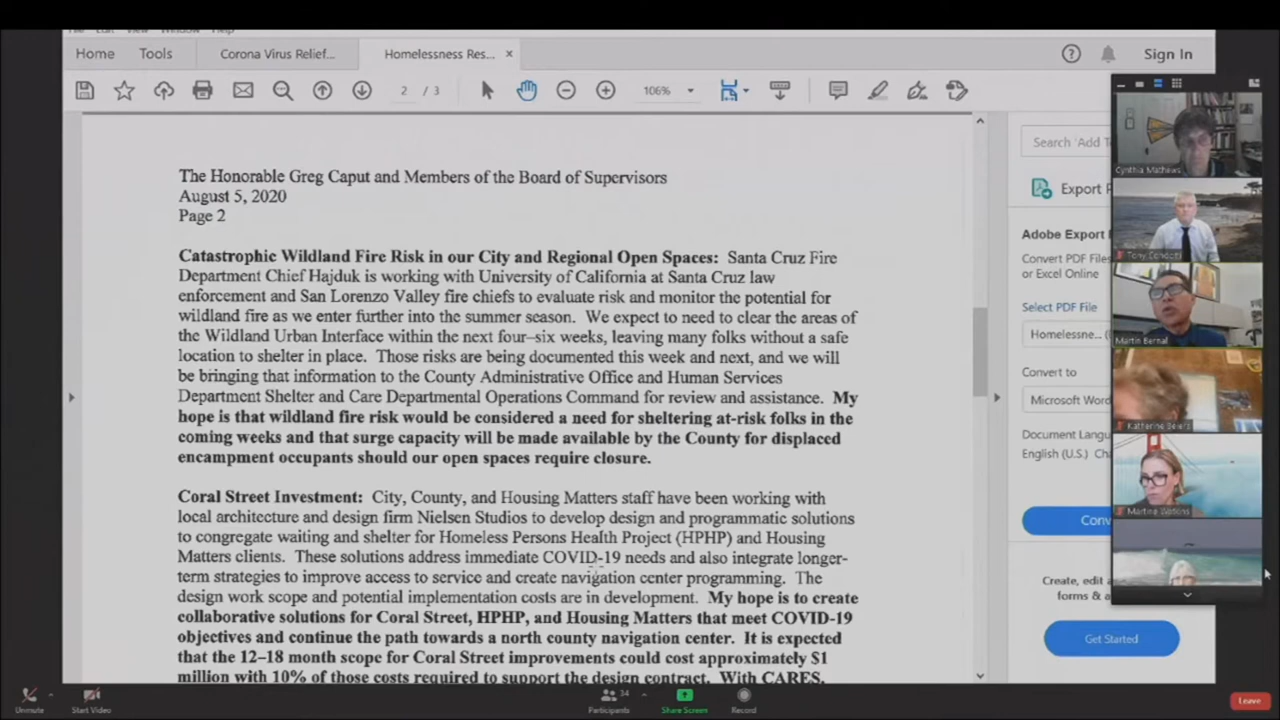 Home
Tools
Corona Virus Relief...
Homelessness Res...
×
Sign In
2 / 3
106%
The Honorable Greg Caput and Members of the Board of Supervisors
August 5, 2020
Page 2
Catastrophic Wildland Fire Risk in our City and Regional Open Spaces: Santa Cruz Fire
Department Chief Hajduk is working with University of California at Santa Cruz law
enforcement and San Lorenzo Valley fire chiefs to evaluate risk and monitor the potential for
wildland fire as we enter further into the summer season. We expect to need to clear the areas of
the Wildland Urban Interface within the next four–six weeks, leaving many folks without a safe
location to shelter in place. Those risks are being documented this week and next, and we will
be bringing that information to the County Administrative Office and Human Services
Department Shelter and Care Departmental Operations Command for review and assistance. My
hope is that wildland fire risk would be considered a need for sheltering at-risk folks in the
coming weeks and that surge capacity will be made available by the County for displaced
encampment occupants should our open spaces require closure.
Coral Street Investment: City, County, and Housing Matters staff have been working with
local architecture and design firm Nielsen Studios to develop design and programmatic solutions
to congregate waiting and shelter for Homeless Persons Health Project (HPHP) and Housing
Matters clients. These solutions address immediate COVID-19 needs and also integrate longer-
term strategies to improve access to service and create navigation center programming. The
design work scope and potential implementation costs are in development. My hope is to create
collaborative solutions for Coral Street, HPHP, and Housing Matters that meet COVID-19
objectives and continue the path towards a north county navigation center. It is expected
that the 12–18 month scope for Coral Street improvements could cost approximately $1
million with 10% of those costs required to support the design contract. With CARES,
Search 'Add T
Export P
Adobe Export
Convert PDF Files
or Excel Online
Select PDF File
Homelessne...
Convert to
Microsoft Word
Document Langu
English (U.S.) Cha
Conv
Create, edit a
forms & a
Get Started
Cynthia Mathews
Tony Condotti
Martin Bernal
Katherine Beiers
Martine Watkins
Unmute
Start Video
34
Participants
Share Screen
Record
Leave